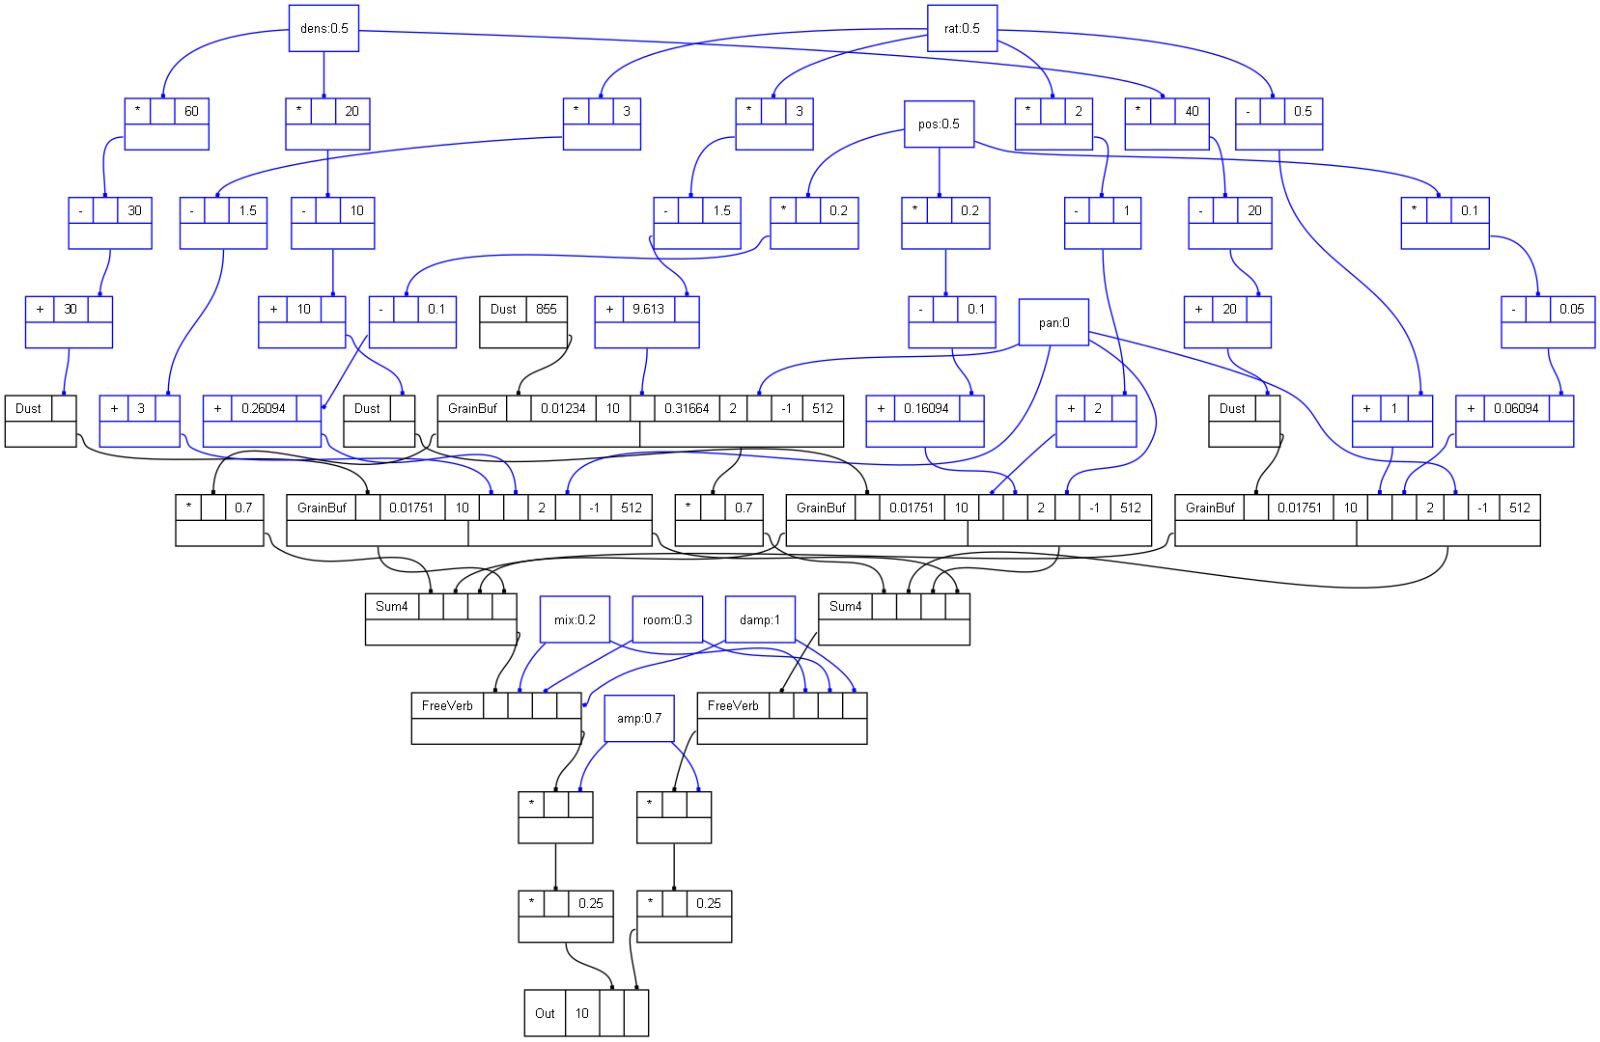 dens:0.5 rat:0.5
* 60 * 20 * 3 * 3 * 2 * 40 - 0.5
pos:0.5
- 30 - 1.5 - 10 - 1.5 * 0.2 * 0.2 - 1 - 20 * 0.1
+ 30 + 10 - 0.1 Dust 855 + 9.613 - 0.1 + 20 - 0.05
pan:0
Dust + 3 + 0.26094 Dust GrainBuf 0.01234 10 0.31664 2 -1 512 + 0.16094 + 2 Dust + 1 + 0.06094
* 0.7 GrainBuf 0.01751 10 2 -1 512 * 0.7 GrainBuf 0.01751 10 2 -1 512 GrainBuf 0.01751 10 2 -1 512
Sum4 Sum4
mix:0.2 room:0.3 damp:1
FreeVerb FreeVerb
amp:0.7
* *
* 0.25 * 0.25
Out 10